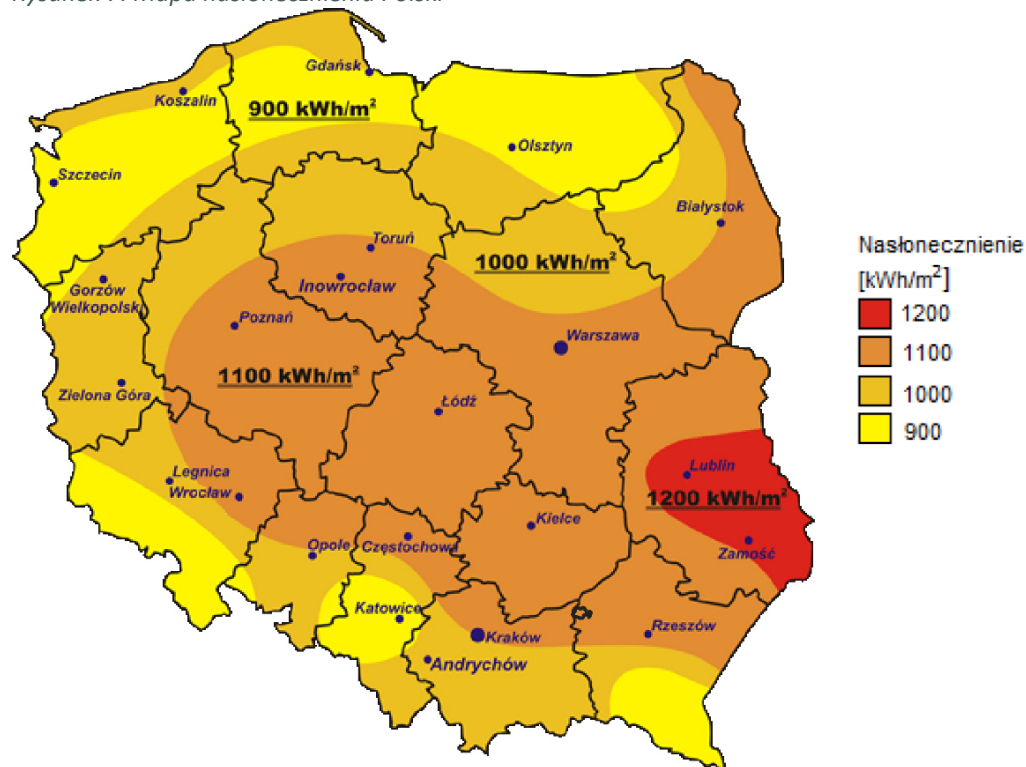 Gdańsk
Koszalin
900 kWh/m²
Olsztyn
Szczecin
Białystok
Toruń
1000 kWh/m²
Gorzów
Wielkopolski
Inowrocław
Poznań
Warszawa
1100 kWh/m²
Zielona Góra
Łódź
Legnica
Wrocław
Lublin
1200 kWh/m²
Kielce
Opole
Częstochowa
Zamość
Katowice
Kraków
Rzeszów
Andrychów
Nasłonecznienie
[kWh/m²]
1200
1100
1000
900